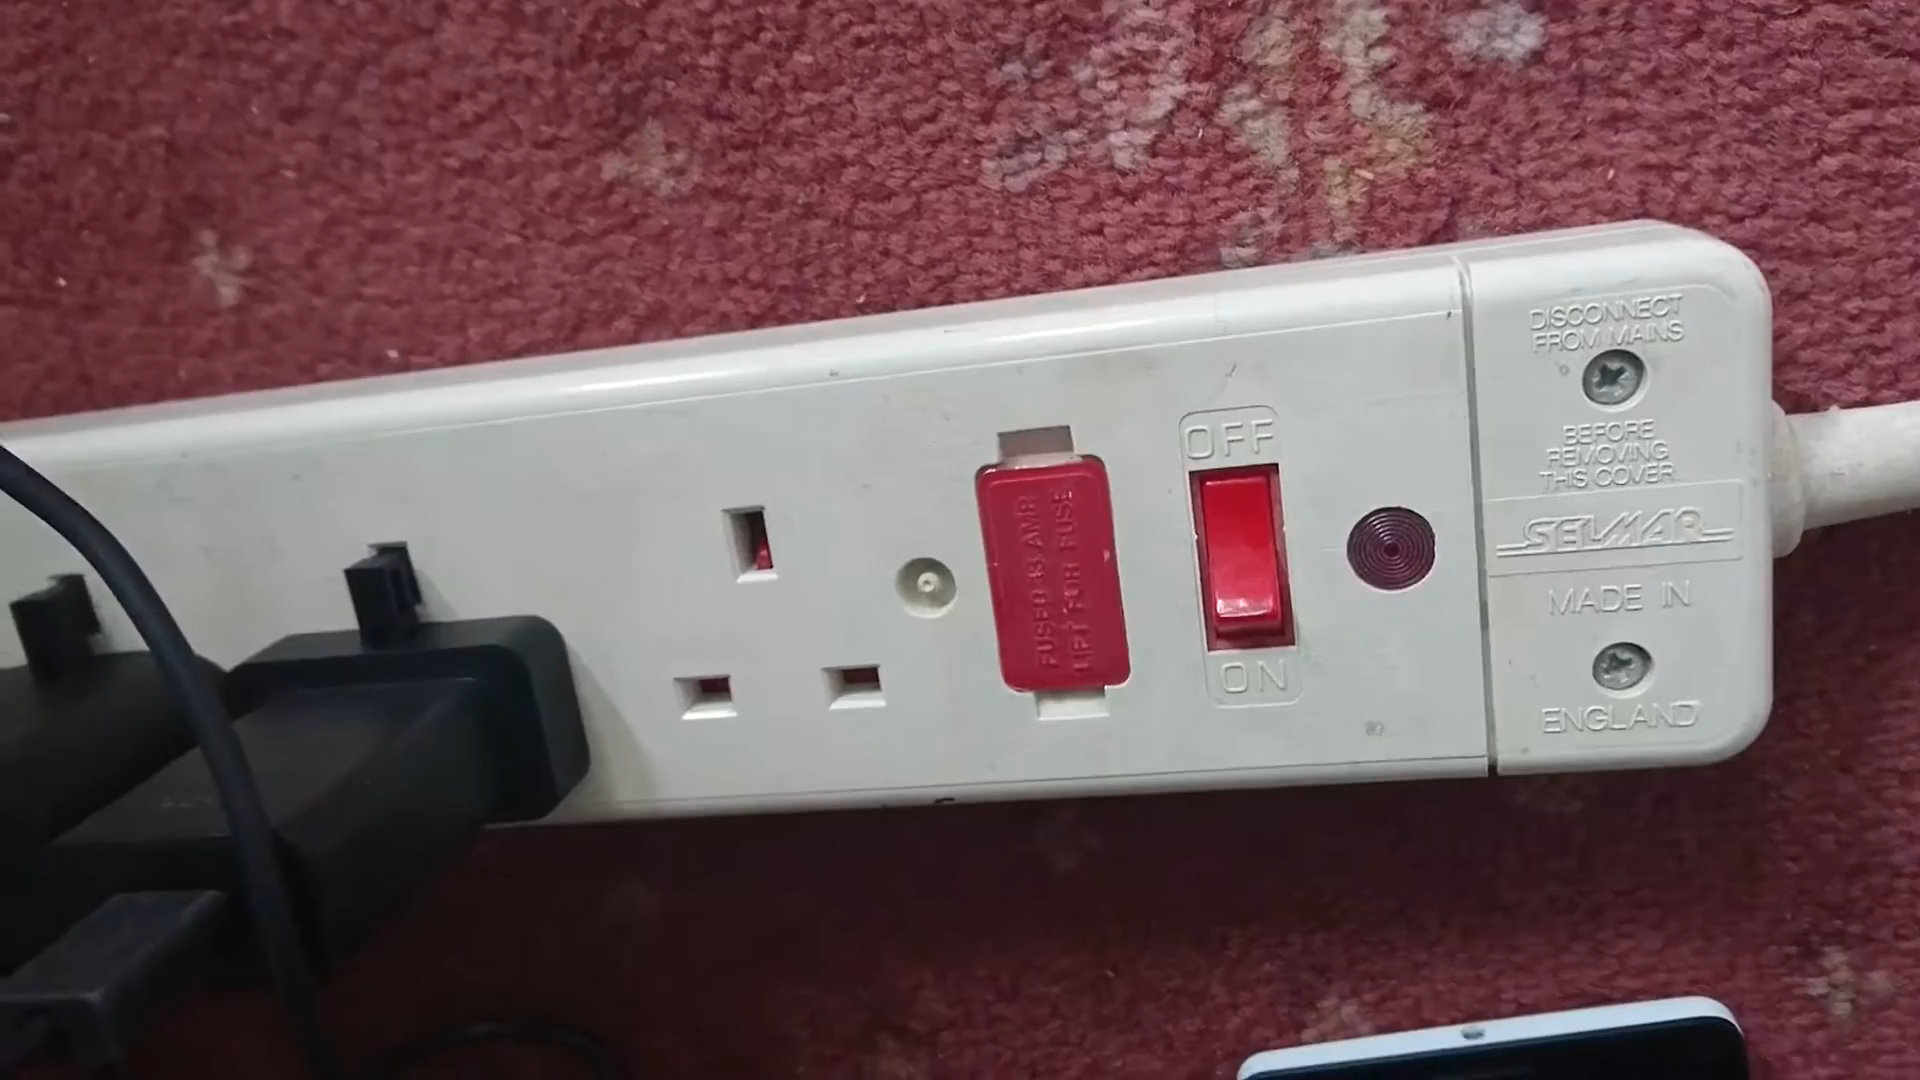 FUSED 13 AMP
LIFT FOR FUSE
OFF
ON
DISCONNECT
FROM MAINS
BEFORE
REMOVING
THIS COVER
SELMAR
MADE IN
ENGLAND